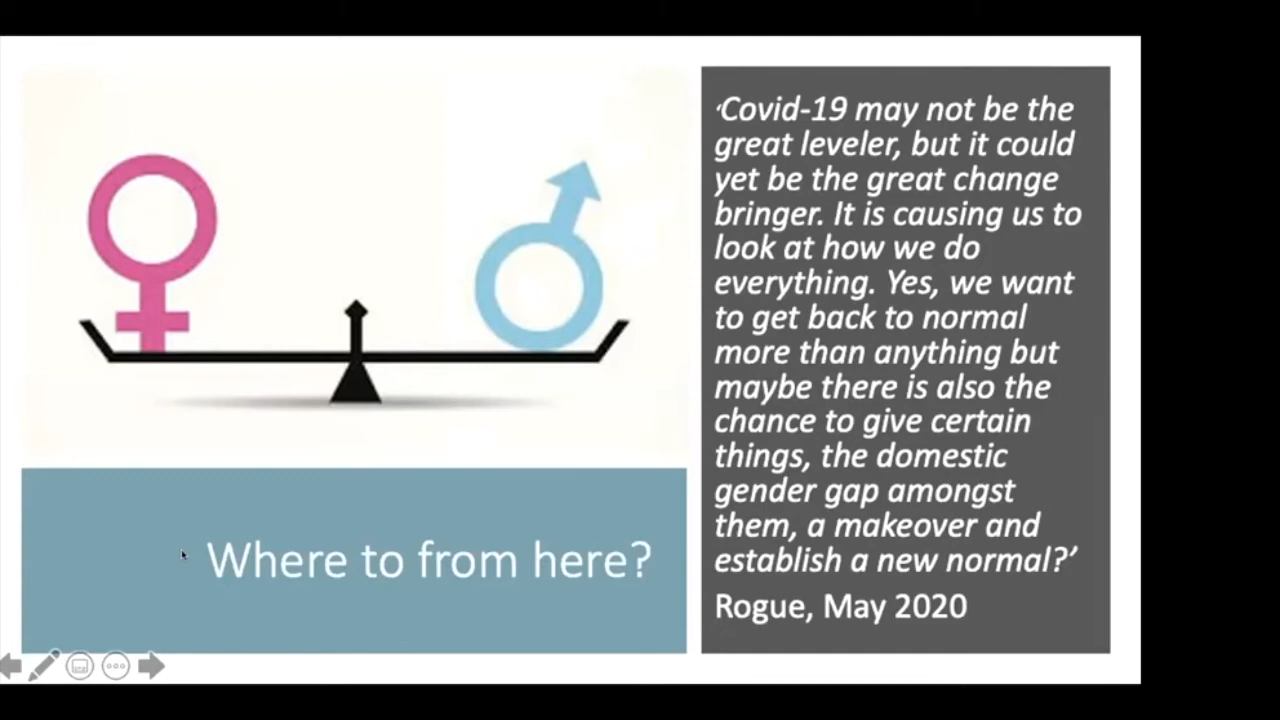 Where to from here?
‘Covid-19 may not be the
great leveler, but it could
yet be the great change
bringer. It is causing us to
look at how we do
everything. Yes, we want
to get back to normal
more than anything but
maybe there is also the
chance to give certain
things, the domestic
gender gap amongst
them, a makeover and
establish a new normal?’
Rogue, May 2020